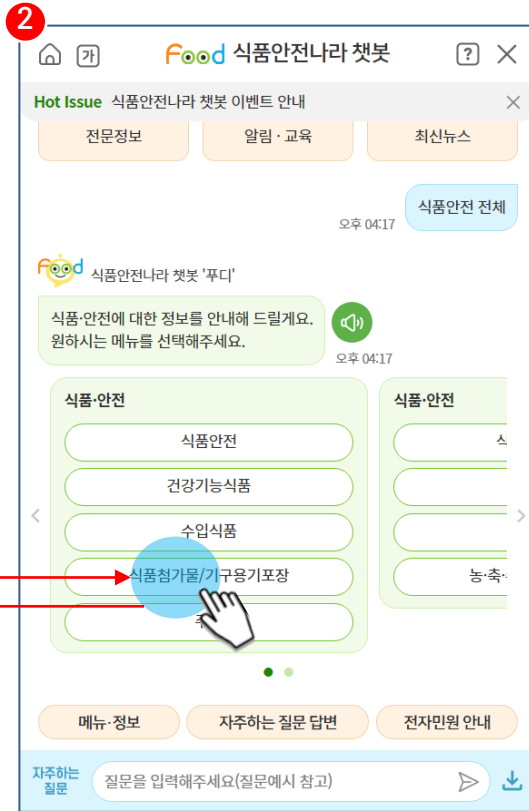 2
가
Food 식품안전나라 챗봇
?
Hot Issue 식품안전나라 챗봇 이벤트 안내
전문정보
알림 · 교육
최신뉴스
식품안전 전체
오후 04:17
Food 식품안전나라 챗봇 '푸디'
식품·안전에 대한 정보를 안내해 드릴게요.
원하시는 메뉴를 선택해주세요.
오후 04:17
식품·안전
식품안전
건강기능식품
수입식품
식품첨가물/기구용기포장
식품·안전
농·축·
메뉴·정보
자주하는 질문 답변
전자민원 안내
자주하는
질문
질문을 입력해주세요(질문예시 참고)